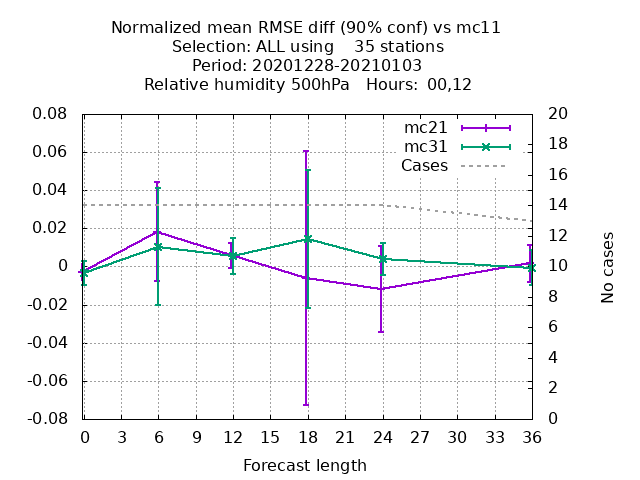 Normalized mean RMSE diff (90% conf) vs mc11
Selection: ALL using    35 stations
Period: 20201228-20210103
Relative humidity 500hPa   Hours:  00,12
mc21
mc31
Cases
0.08
0.06
0.04
0.02
0
-0.02
-0.04
-0.06
-0.08
20
18
16
14
12
10
8
6
4
2
0
No cases
0 3 6 9 12 15 18 21 24 27 30 33 36
Forecast length